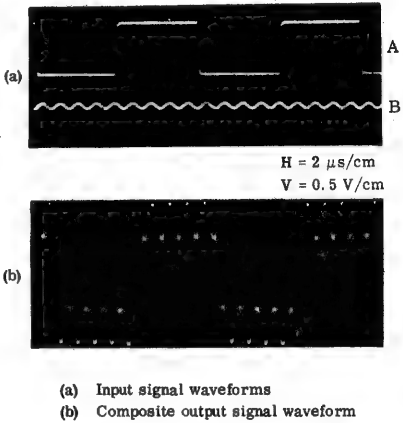 A
(a)
B
H = 2 μs/cm
V = 0.5 V/cm
(b)
(a) Input signal waveforms
(b) Composite output signal waveform